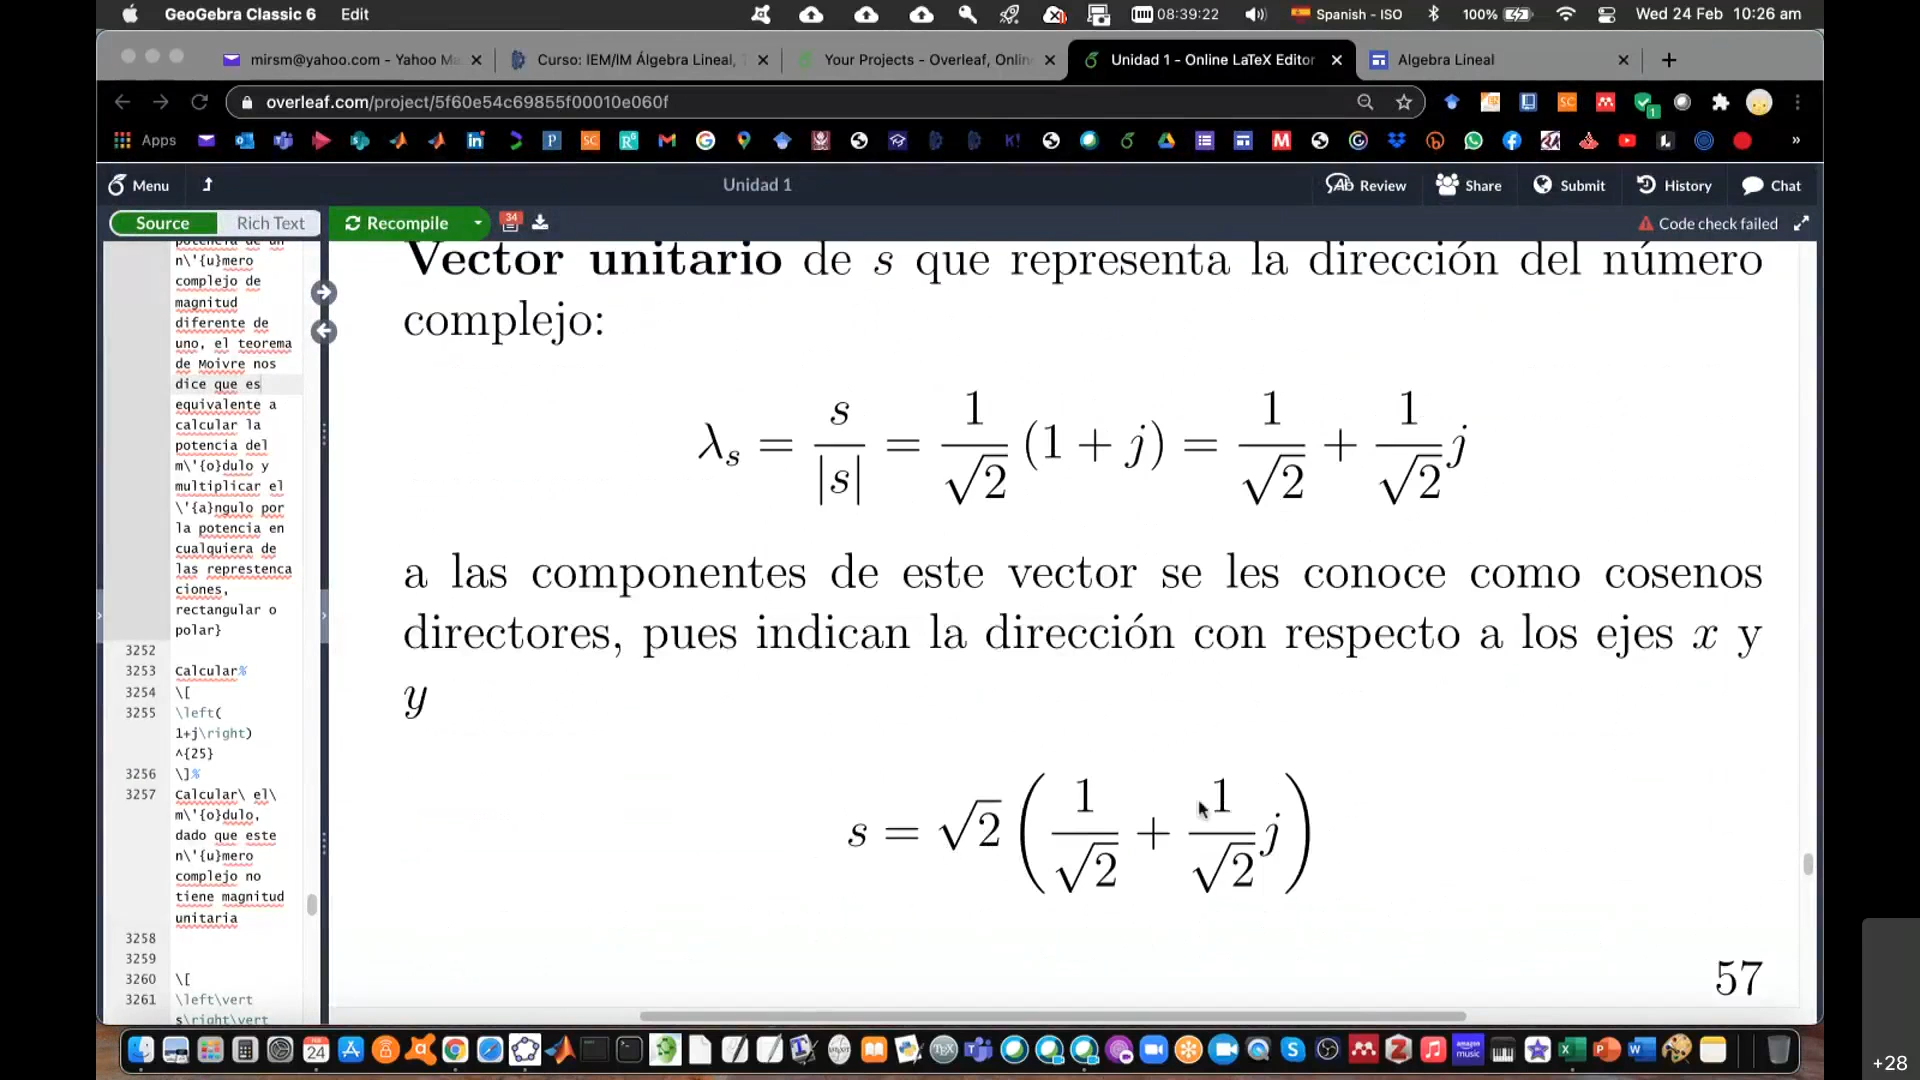 GeoGebra Classic 6 Edit 08:39:22 Spanish - ISO 100% Wed 24 Feb 10:26 am
mirsm@yahoo.com - Yahoo Ma Curso: IEM/IM Álgebra Lineal, Your Projects - Overleaf, Onlin Unidad 1 - Online LaTeX Editor Algebra Lineal
overleaf.com/project/5f60e54c69855f00010e060f
Apps
Menu Unidad 1 Review Share Submit History Chat
Source Rich Text Recompile 34 Code check failed
potencia de un
n\'{u}mero
complejo de
magnitud
diferente de
uno, el teorema
de Moivre nos
dice que es
equivalente a
calcular la
potencia del
m\'{o}dulo y
multiplicar el
\'{a}ngulo por
la potencia en
cualquiera de
las represtenca
ciones,
rectangular o
polar}
3252
3253 Calcular%
3254 \[
3255 \left(
1+j\right)
^{25}
3256 \]%
3257 Calcular\ el\
m\'{o}dulo,
dado que este
n\'{u}mero
complejo no
tiene magnitud
unitaria
3258
3259
3260 \[
3261 \left\vert
s\right\vert
Vector unitario de s que representa la dirección del número
complejo:
λ_s = s/|s| = 1/√2 (1 + j) = 1/√2 + 1/√2 j
a las componentes de este vector se les conoce como cosenos
directores, pues indican la dirección con respecto a los ejes x y
y
s = √2 (1/√2 + 1/√2 j)
57
+28